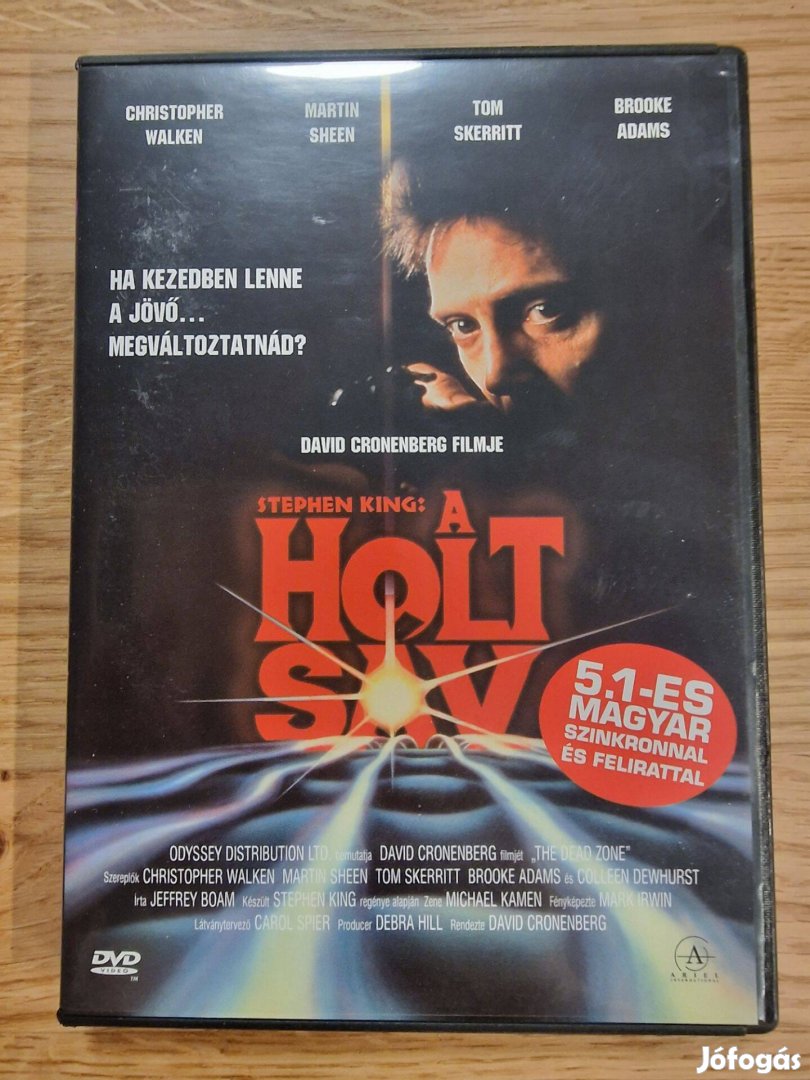 CHRISTOPHER
WALKEN
MARTIN
SHEEN
TOM
SKERRITT
BROOKE
ADAMS
HA KEZEDBEN LENNE
A JÖVŐ...
MEGVÁLTOZTATNÁD?
DAVID CRONENBERG FILMJE
STEPHEN KING: A
HOLT
SÁV
5.1-ES
MAGYAR
SZINKRONNAL
ÉS FELIRATTAL
ODYSSEY DISTRIBUTION LTD. bemutatja DAVID CRONENBERG filmjét „THE DEAD ZONE"
Szereplők CHRISTOPHER WALKEN MARTIN SHEEN TOM SKERRITT BROOKE ADAMS és COLLEEN DEWHURST
Írta JEFFREY BOAM Készült STEPHEN KING regénye alapján Zene MICHAEL KAMEN Fényképezte MARK IRWIN
Látványtervező CAROL SPIER Producer DEBRA HILL Rendezte DAVID CRONENBERG
DVD
VIDEO
TM
A
ARIEL
INTERNATIONAL
Jófogás